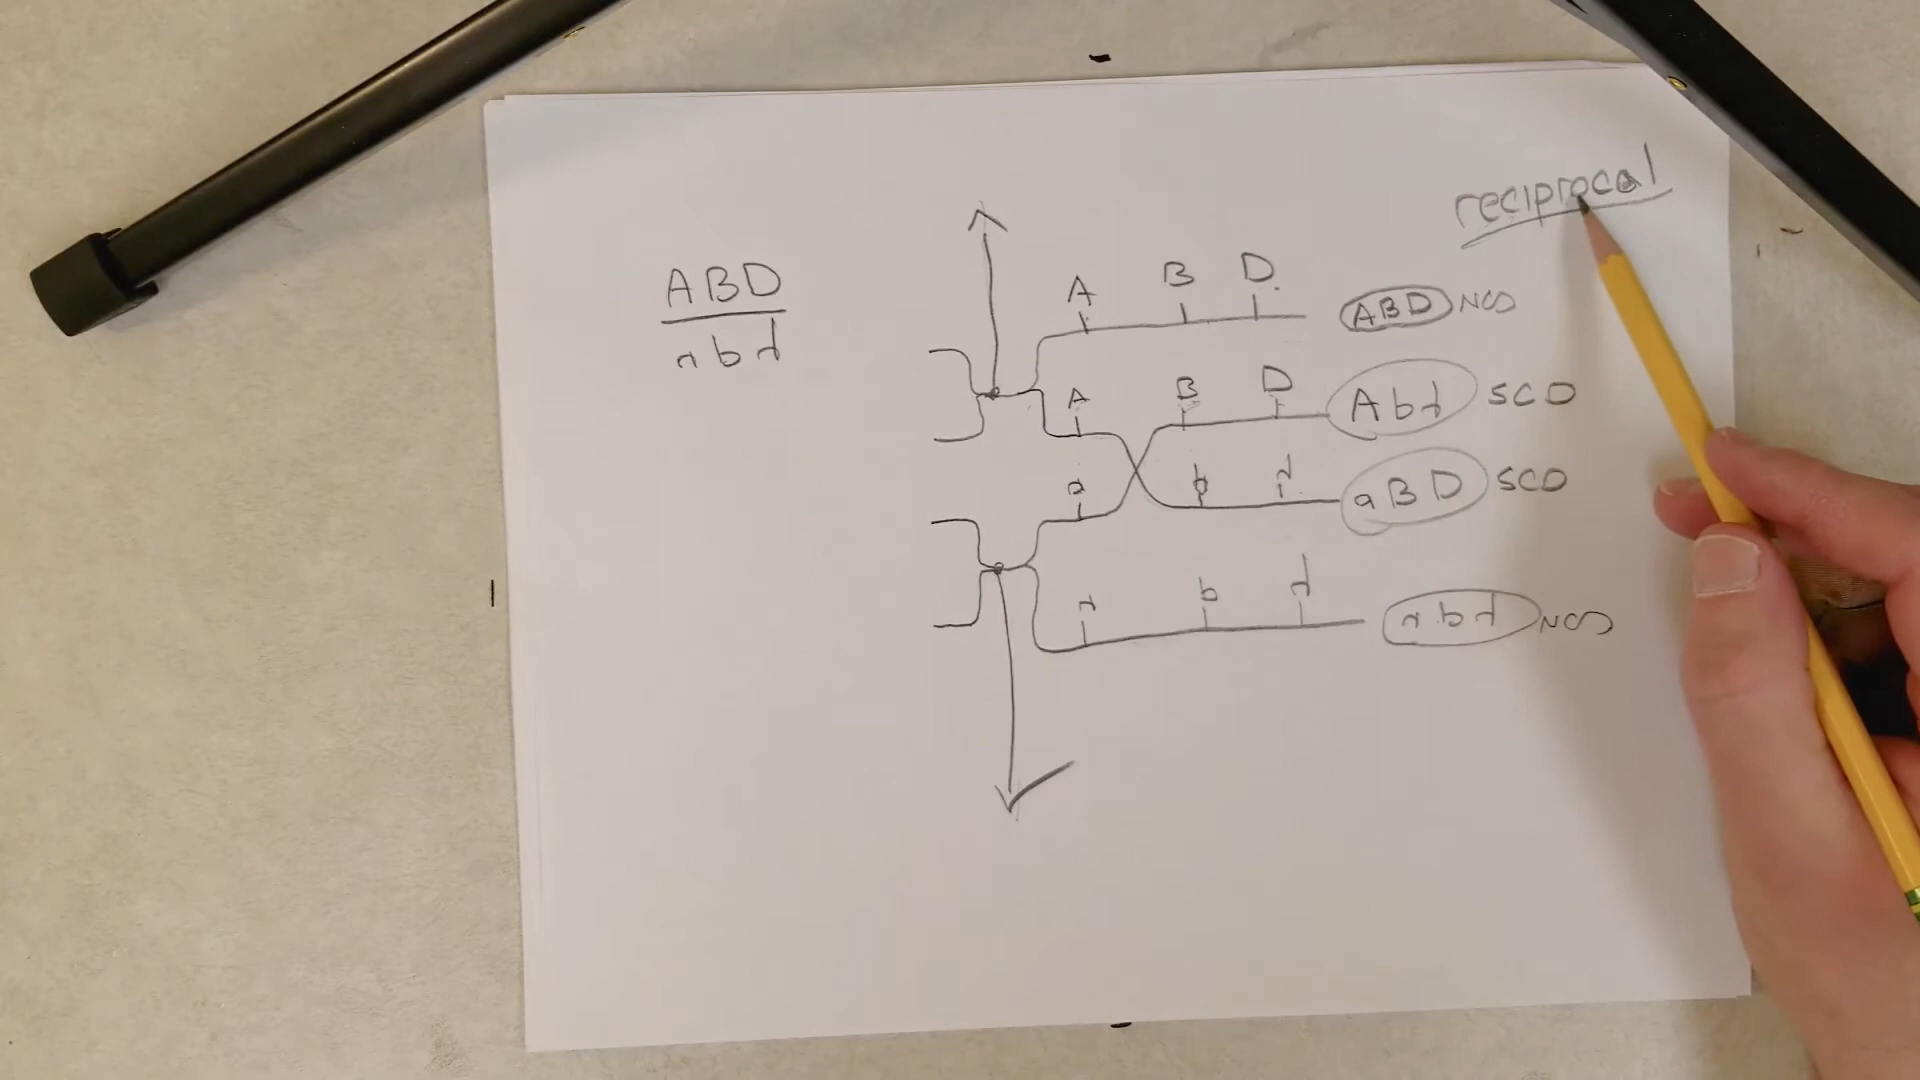 reciprocal
ABD
abd
A B D
ABD NCO
A B D
Abd SCO
a b d
aBD SCO
a b d
abd NCO